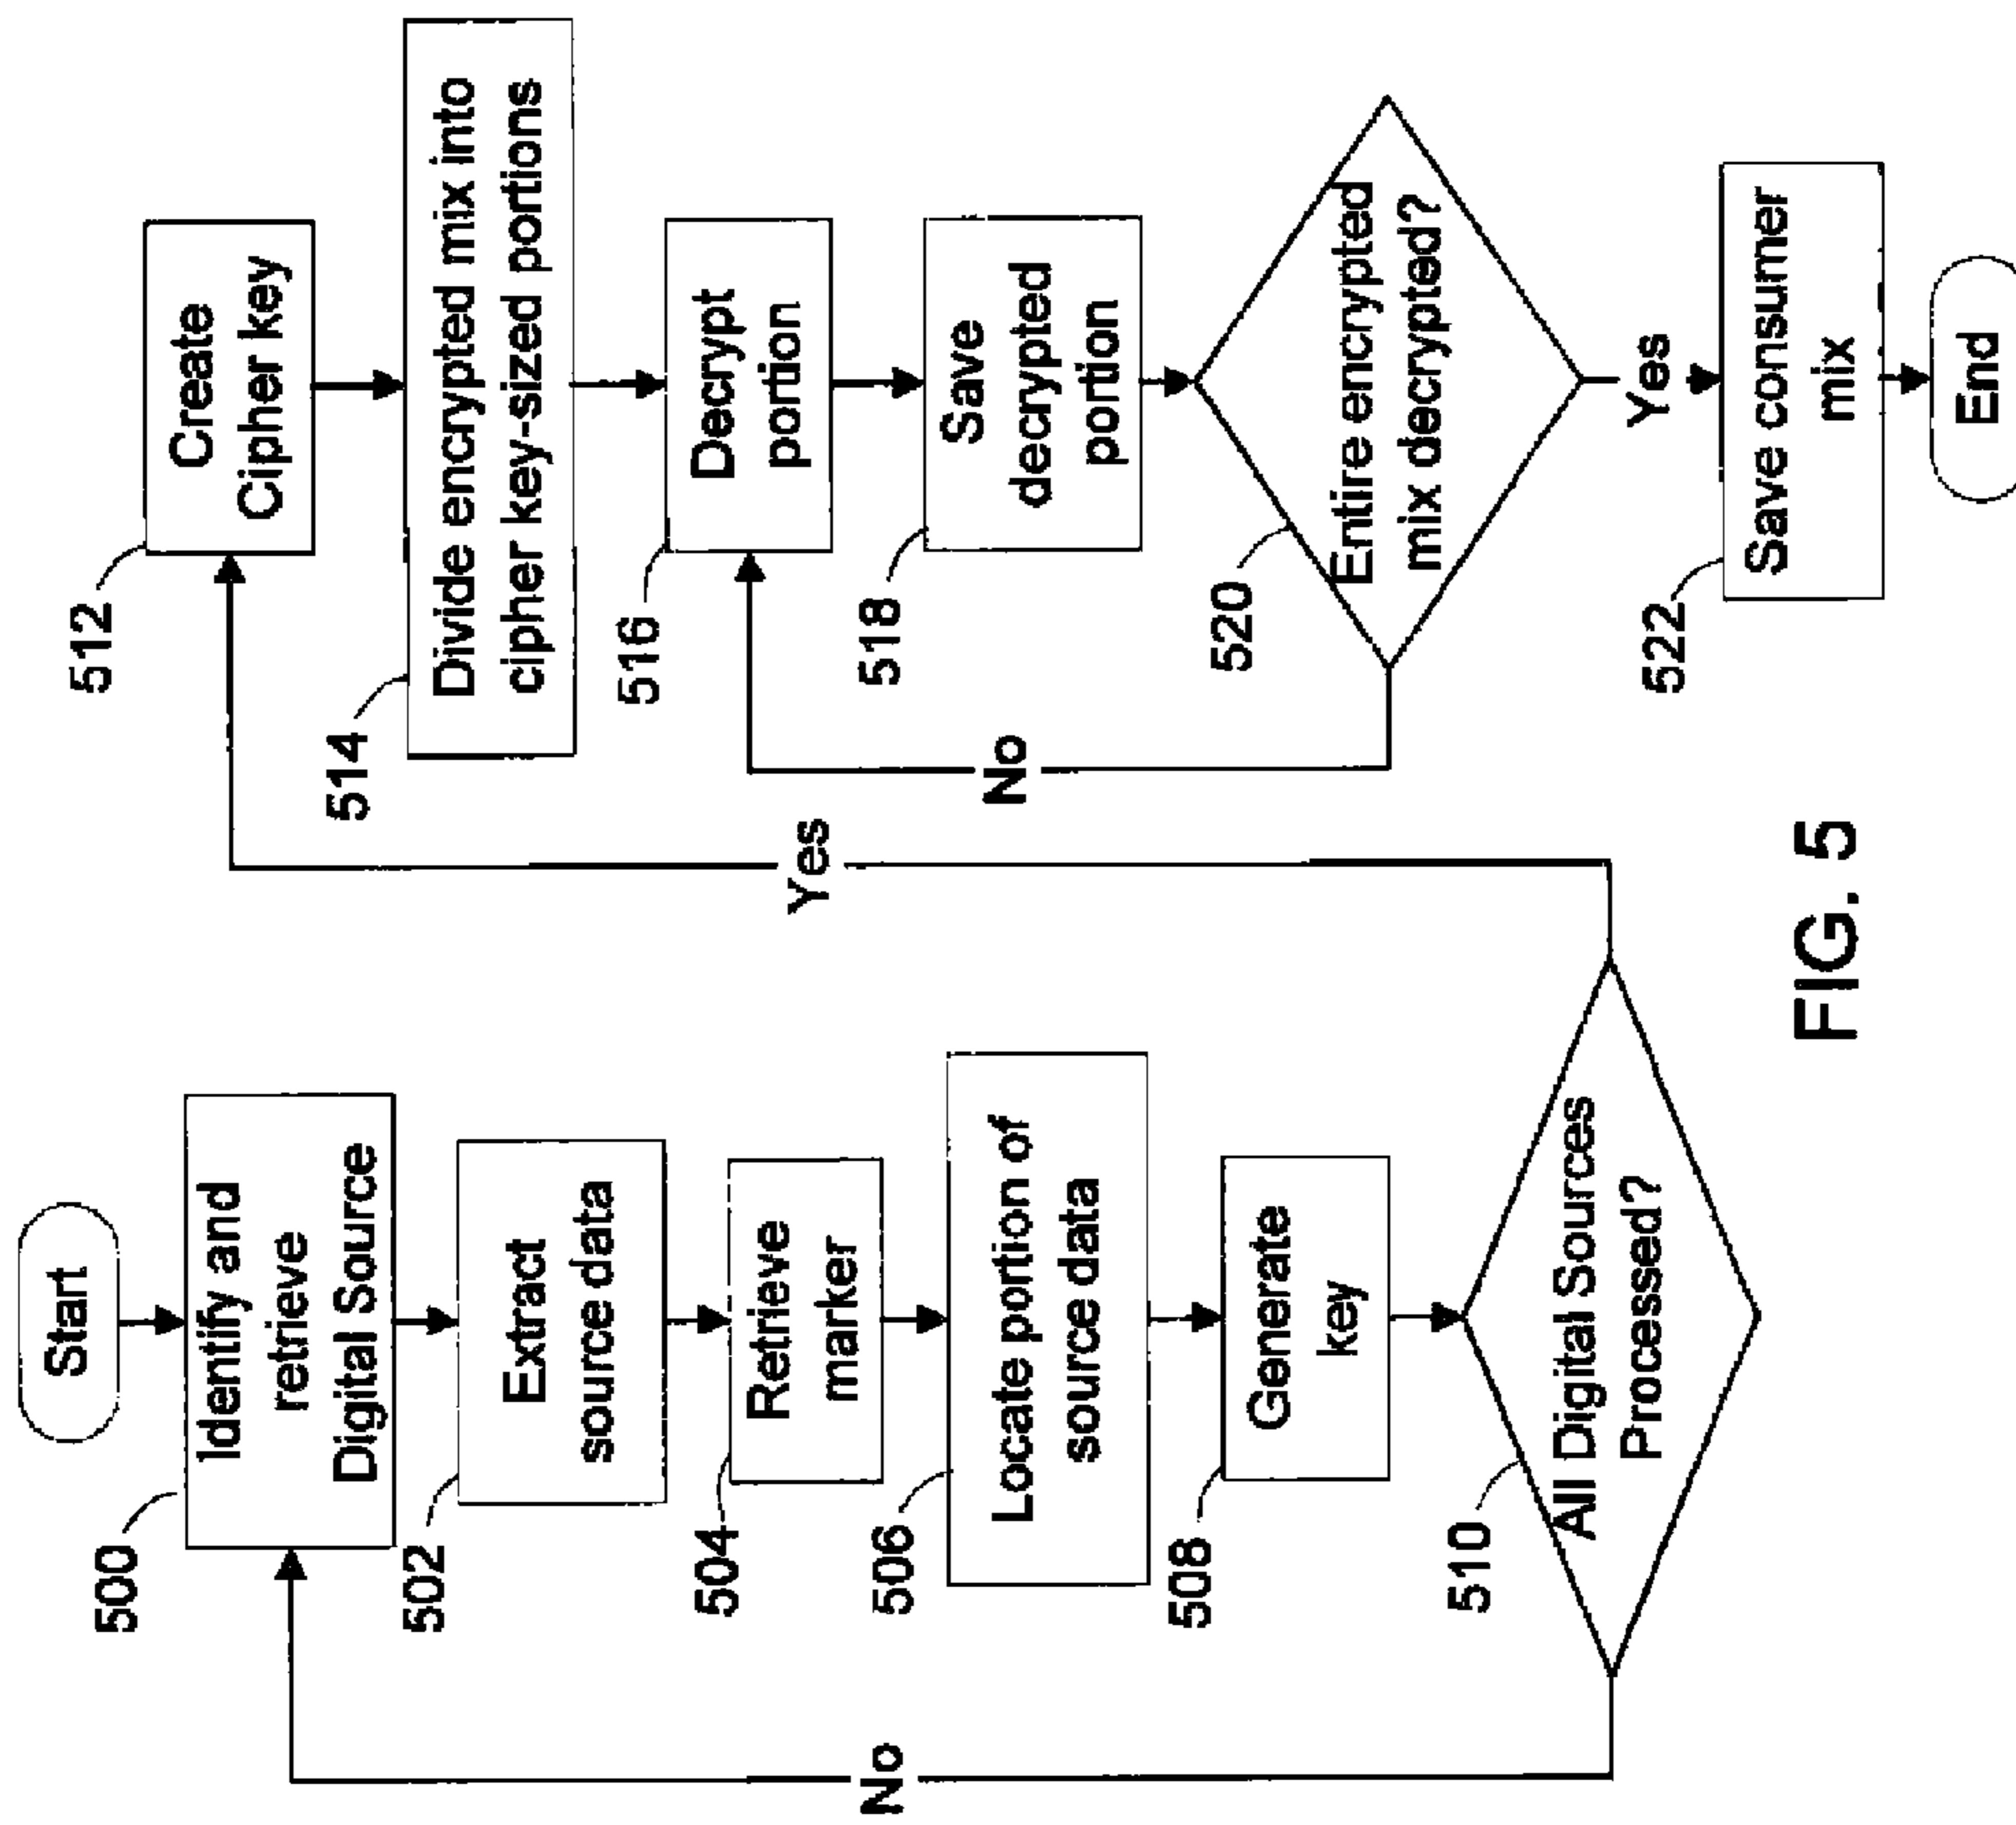 Start
500
Identify and
retrieve
Digital Source
502
Extract
source data
504
Retrieve
marker
506
Locate portion of
source data
508
Generate
key
510
All Digital Sources
Processed?
No
Yes
512
Create
Cipher key
514
Divide encrypted mix into
cipher key-sized portions
516
Decrypt
portion
518
Save
decrypted
portion
520
Entire encrypted
mix decrypted?
No
Yes
522
Save consumer
mix
End
FIG. 5